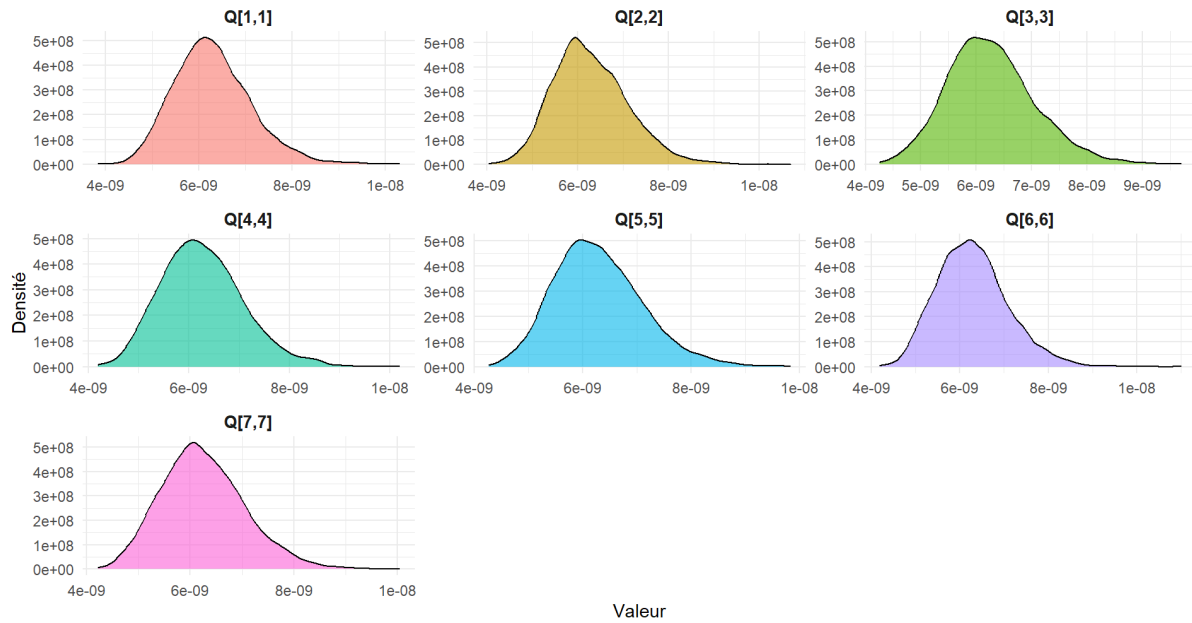 Q[1,1] Q[2,2] Q[3,3]
5e+08 5e+08 5e+08
4e+08 4e+08 4e+08
3e+08 3e+08 3e+08
2e+08 2e+08 2e+08
1e+08 1e+08 1e+08
0e+00 0e+00 0e+00
4e-09 6e-09 8e-09 1e-08 4e-09 6e-09 8e-09 1e-08 4e-09 5e-09 6e-09 7e-09 8e-09 9e-09
Q[4,4] Q[5,5] Q[6,6]
5e+08 5e+08 5e+08
4e+08 4e+08 4e+08
3e+08 3e+08 3e+08
2e+08 2e+08 2e+08
1e+08 1e+08 1e+08
0e+00 0e+00 0e+00
4e-09 6e-09 8e-09 1e-08 4e-09 6e-09 8e-09 1e-08 4e-09 6e-09 8e-09 1e-08
Densité
Q[7,7]
5e+08
4e+08
3e+08
2e+08
1e+08
0e+00
4e-09 6e-09 8e-09 1e-08
Valeur